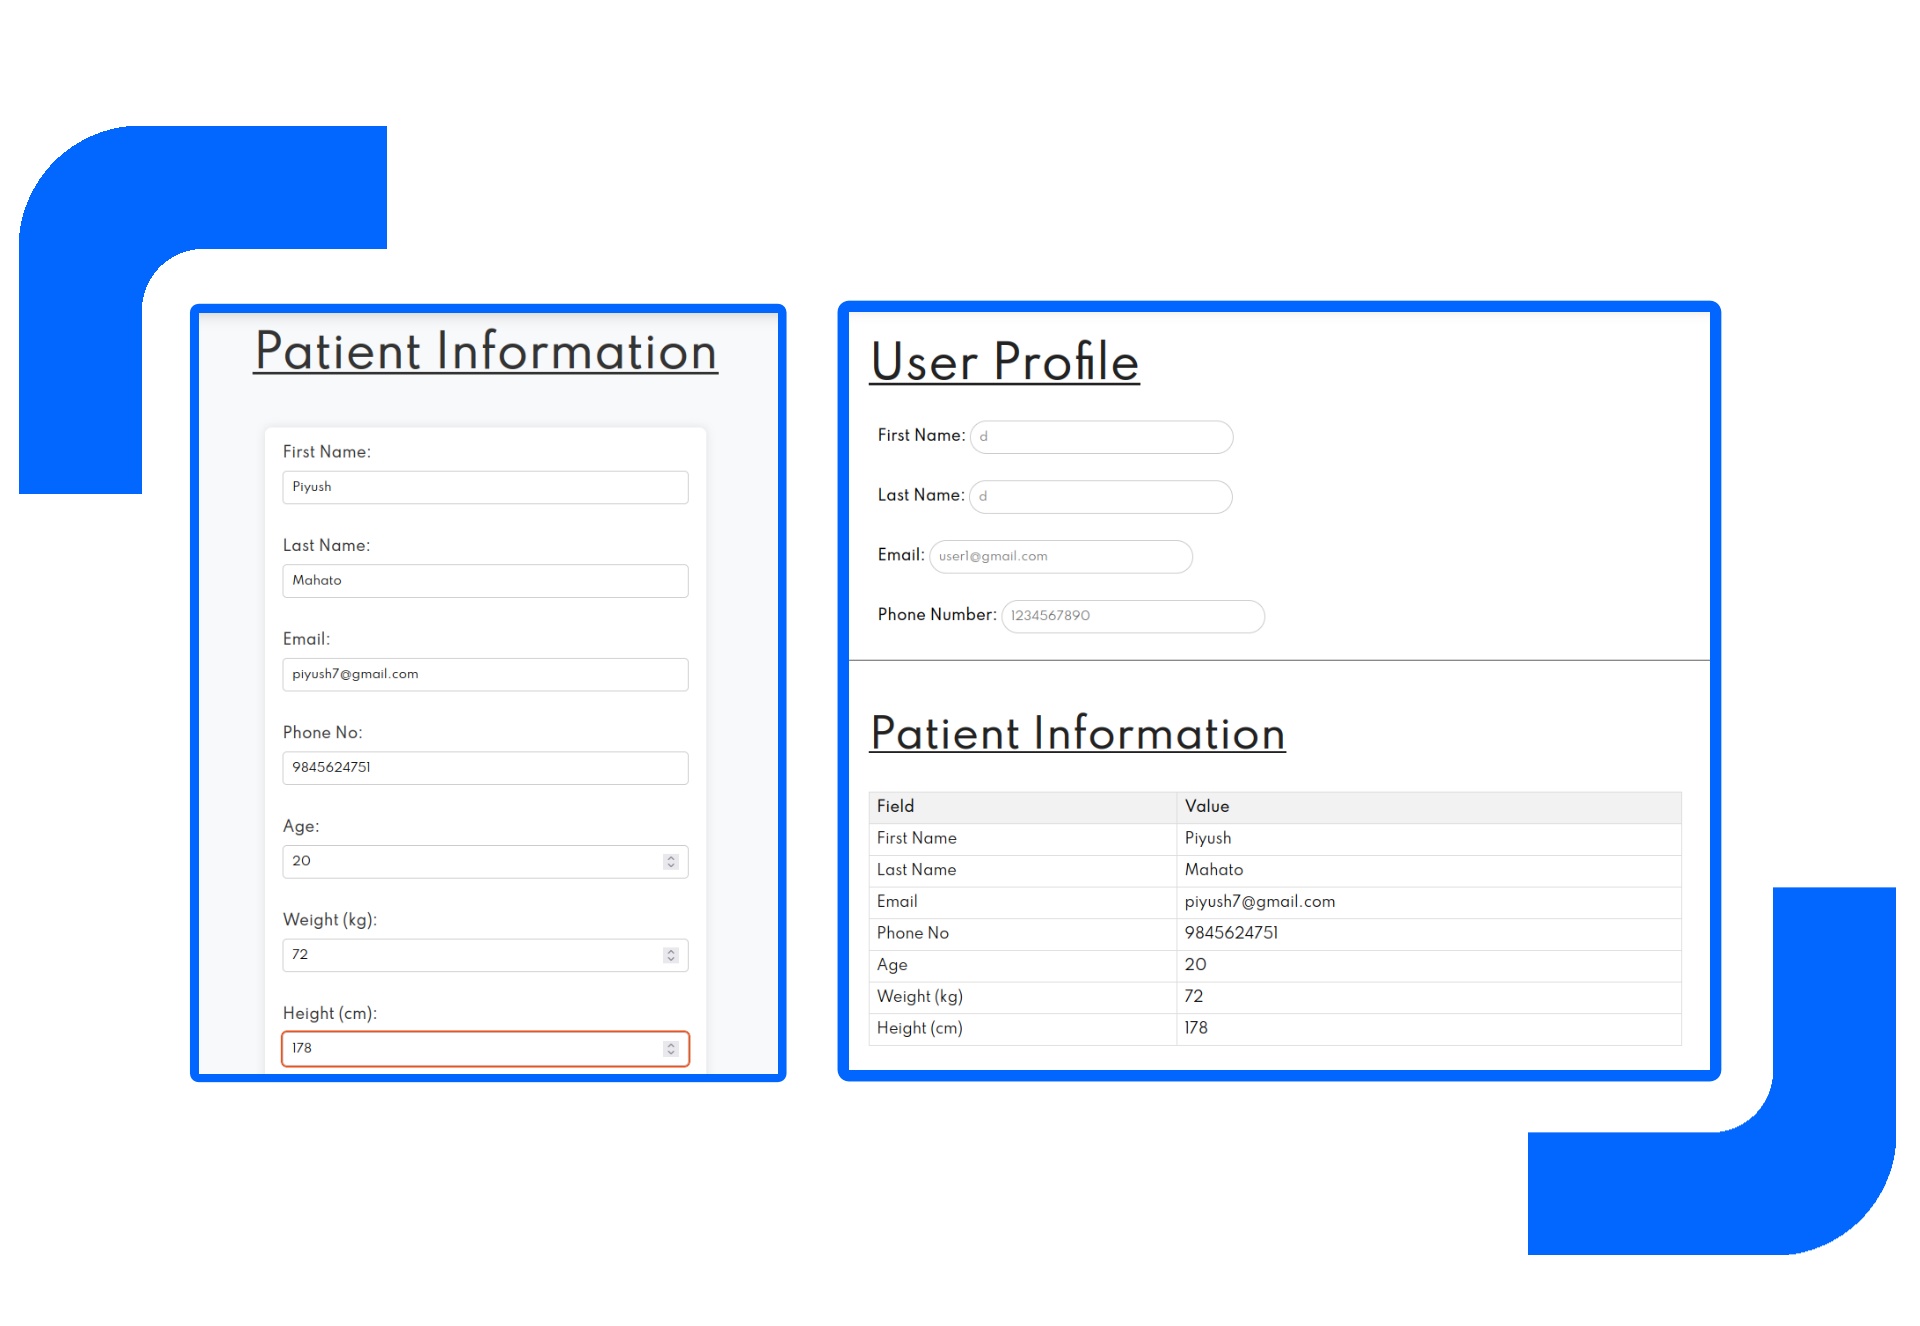 Patient Information
First Name:
Piyush
Last Name:
Mahato
Email:
piyush7@gmail.com
Phone No:
9845624751
Age:
20
Weight (kg):
72
Height (cm):
178
User Profile
First Name: d
Last Name: d
Email: user1@gmail.com
Phone Number: 1234567890
Patient Information
Field Value
First Name Piyush
Last Name Mahato
Email piyush7@gmail.com
Phone No 9845624751
Age 20
Weight (kg) 72
Height (cm) 178